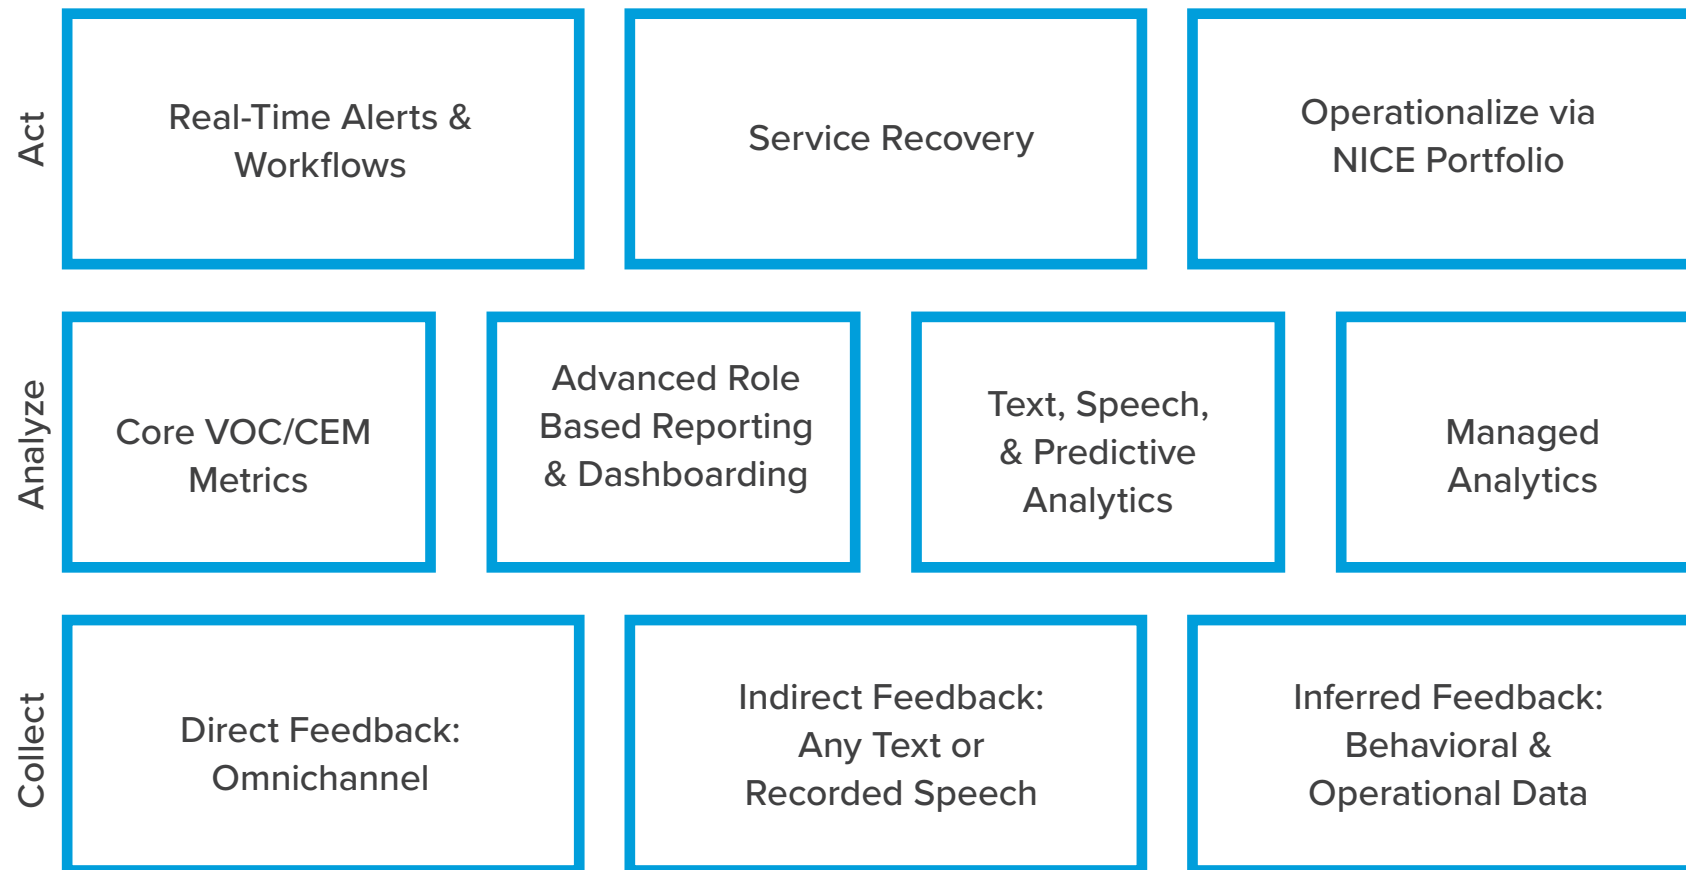 Act
Real-Time Alerts &
Workflows
Service Recovery
Operationalize via
NICE Portfolio
Analyze
Core VOC/CEM
Metrics
Advanced Role
Based Reporting
& Dashboarding
Text, Speech,
& Predictive
Analytics
Managed
Analytics
Collect
Direct Feedback:
Omnichannel
Indirect Feedback:
Any Text or
Recorded Speech
Inferred Feedback:
Behavioral &
Operational Data